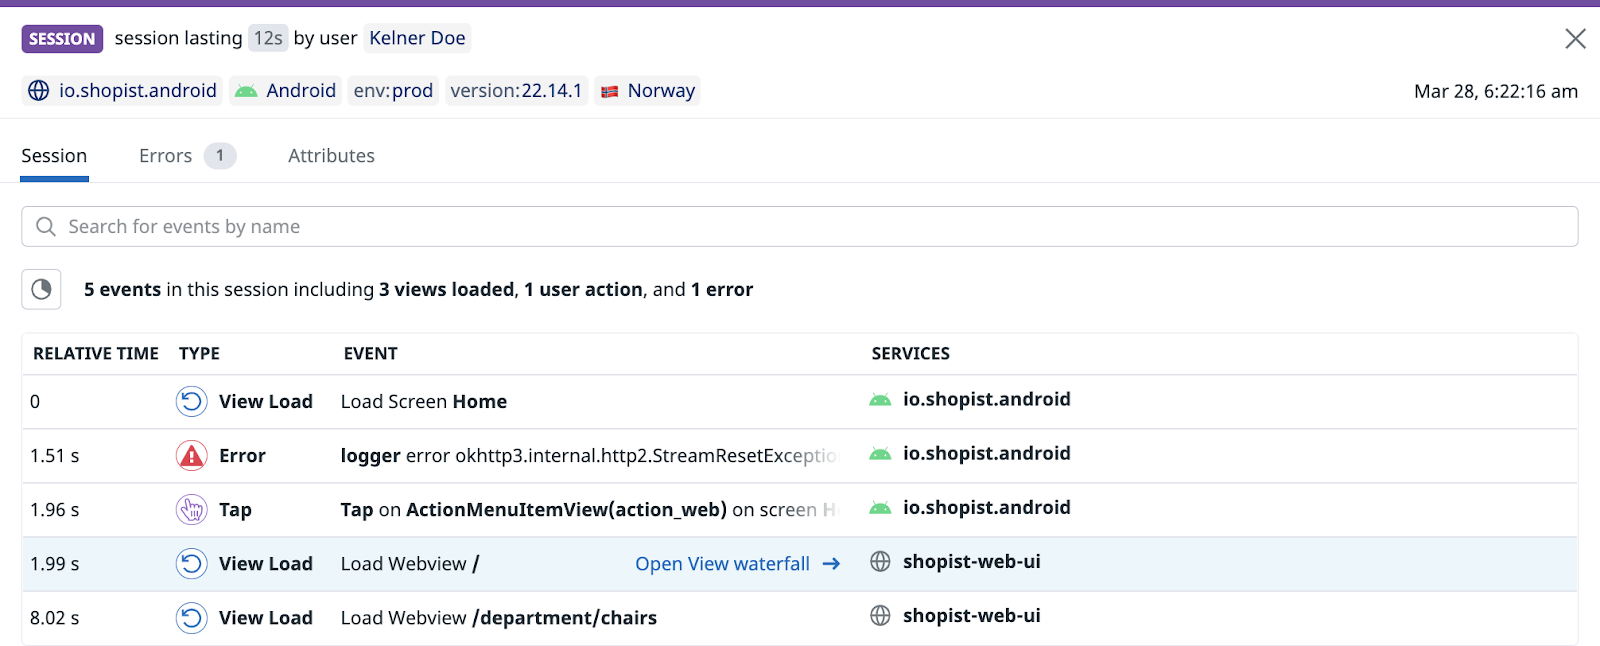 SESSION session lasting 12s by user Kelner Doe
io.shopist.android Android env:prod version:22.14.1 Norway Mar 28, 6:22:16 am
Session Errors 1 Attributes
Search for events by name
5 events in this session including 3 views loaded, 1 user action, and 1 error
RELATIVE TIME TYPE EVENT SERVICES
0 View Load Load Screen Home io.shopist.android
1.51 s Error logger error okhttp3.internal.http2.StreamResetExceptio io.shopist.android
1.96 s Tap Tap on ActionMenuItemView(action_web) on screen io.shopist.android
1.99 s View Load Load Webview / Open View waterfall → shopist-web-ui
8.02 s View Load Load Webview /department/chairs shopist-web-ui